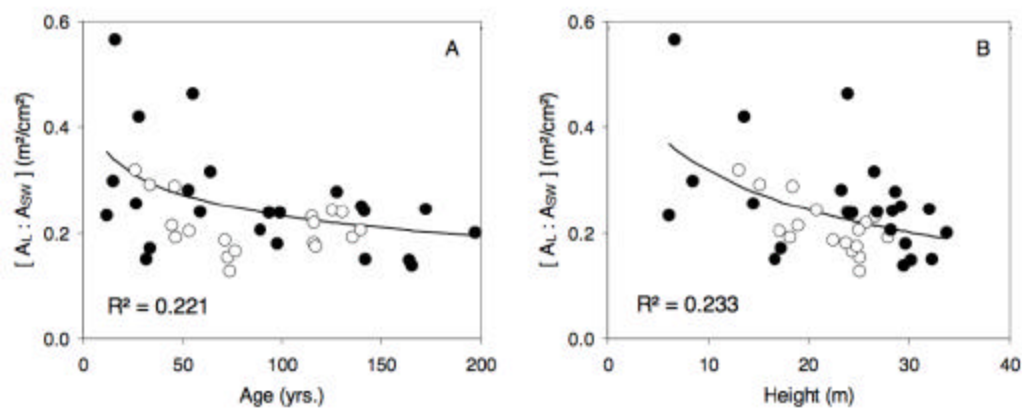 A
[ AL : ASW ] (m²/cm²)
0.6
0.4
0.2
0.0
R² = 0.221
0 50 100 150 200
Age (yrs.)
B
[ AL : ASW ] (m²/cm²)
0.6
0.4
0.2
0.0
R² = 0.233
0 10 20 30 40
Height (m)